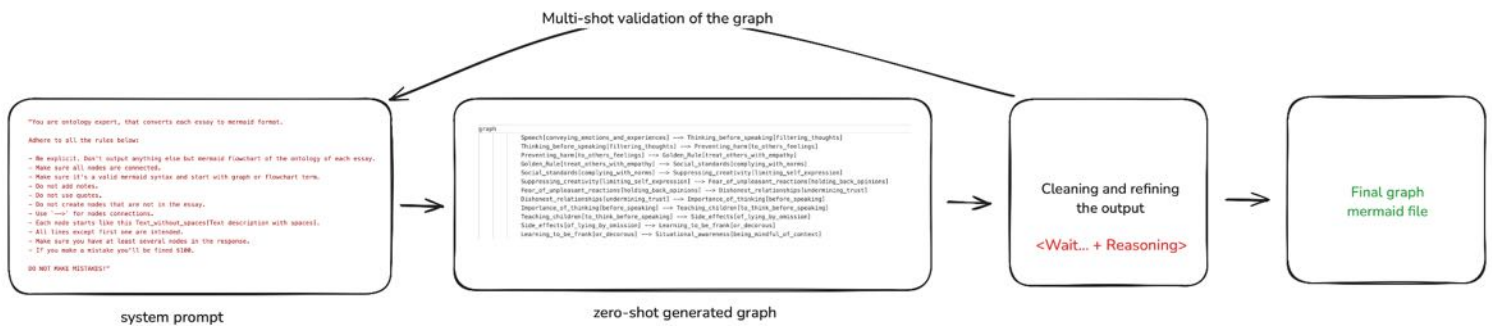 Multi-shot validation of the graph
"You are ontology expert, that converts each essay to mermaid format.
Adhere to all the rules below:
- Be explicit. Don't output anything else but mermaid flowchart of the ontology of each essay.
- Make sure all nodes are connected.
- Make sure it's a valid mermaid syntax and start with graph or flowchart term.
- Do not add notes.
- Do not use quotes.
- Do not create nodes that are not in the essay.
- Use `-->` for nodes connections.
- Each node starts like this Text_without_spaces[Text description with spaces].
- All lines except first one are intended.
- Make sure you have at least several nodes in the response.
- If you make a mistake you'll be fined $100.
DO NOT MAKE MISTAKES!"
system prompt
graph
Speech[conveying_emotions_and_experiences] --> Thinking_before_speaking[filtering_thoughts]
Thinking_before_speaking[filtering_thoughts] --> Preventing_harm[to_others_feelings]
Preventing_harm[to_others_feelings] --> Golden_Rule[treat_others_with_empathy]
Golden_Rule[treat_others_with_empathy] --> Social_standards[complying_with_norms]
Social_standards[complying_with_norms] --> Suppressing_creativity[limiting_self_expression]
Suppressing_creativity[limiting_self_expression] --> Fear_of_unpleasant_reactions[holding_back_opinions]
Fear_of_unpleasant_reactions[holding_back_opinions] --> Dishonest_relationships[undermining_trust]
Dishonest_relationships[undermining_trust] --> Importance_of_thinking[before_speaking]
Importance_of_thinking[before_speaking] --> Teaching_children[to_think_before_speaking]
Teaching_children[to_think_before_speaking] --> Side_effects[of_lying_by_omission]
Side_effects[of_lying_by_omission] --> Learning_to_be_frank[or_decorous]
Learning_to_be_frank[or_decorous] --> Situational_awareness[being_mindful_of_context]
zero-shot generated graph
Cleaning and refining
the output
<Wait... + Reasoning>
Final graph
mermaid file